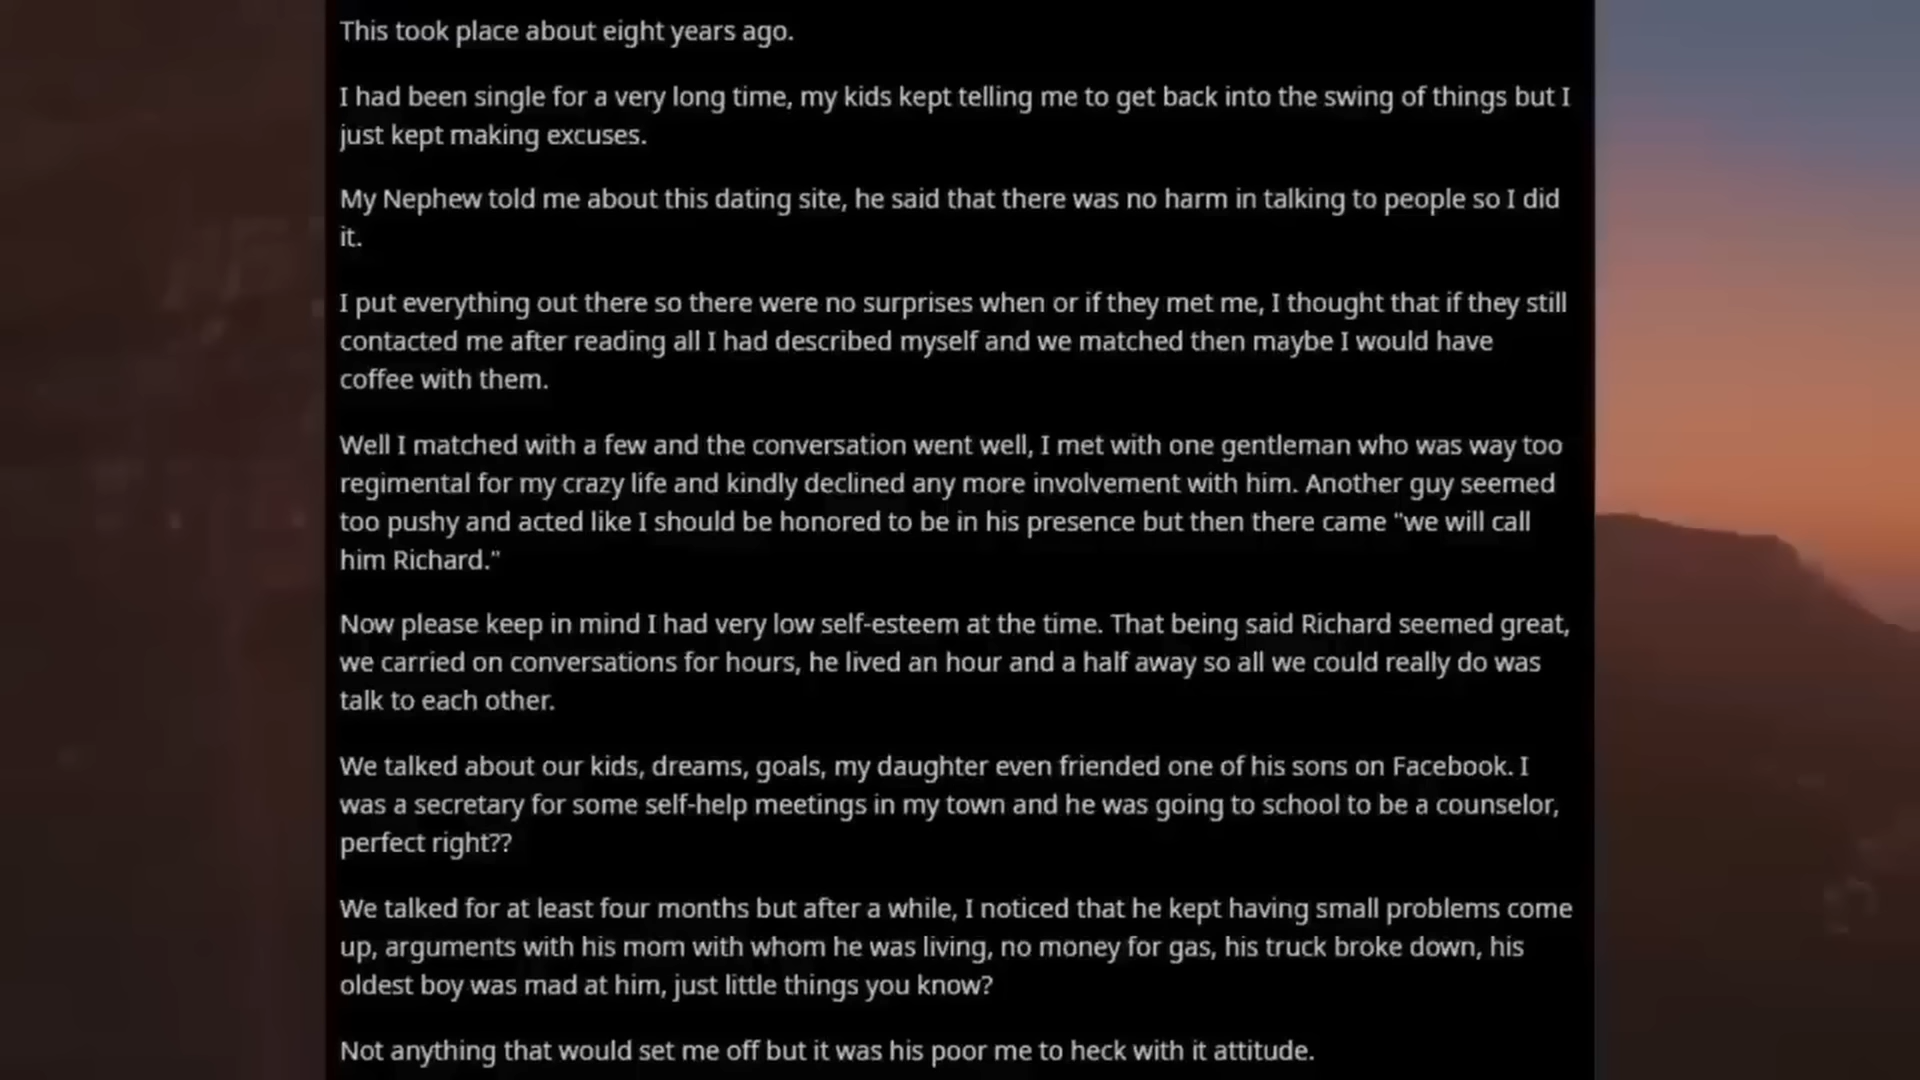 This took place about eight years ago.
I had been single for a very long time, my kids kept telling me to get back into the swing of things but I
just kept making excuses.
My Nephew told me about this dating site, he said that there was no harm in talking to people so I did
it.
I put everything out there so there were no surprises when or if they met me, I thought that if they still
contacted me after reading all I had described myself and we matched then maybe I would have
coffee with them.
Well I matched with a few and the conversation went well, I met with one gentleman who was way too
regimental for my crazy life and kindly declined any more involvement with him. Another guy seemed
too pushy and acted like I should be honored to be in his presence but then there came "we will call
him Richard."
Now please keep in mind I had very low self-esteem at the time. That being said Richard seemed great,
we carried on conversations for hours, he lived an hour and a half away so all we could really do was
talk to each other.
We talked about our kids, dreams, goals, my daughter even friended one of his sons on Facebook. I
was a secretary for some self-help meetings in my town and he was going to school to be a counselor,
perfect right??
We talked for at least four months but after a while, I noticed that he kept having small problems come
up, arguments with his mom with whom he was living, no money for gas, his truck broke down, his
oldest boy was mad at him, just little things you know?
Not anything that would set me off but it was his poor me to heck with it attitude.